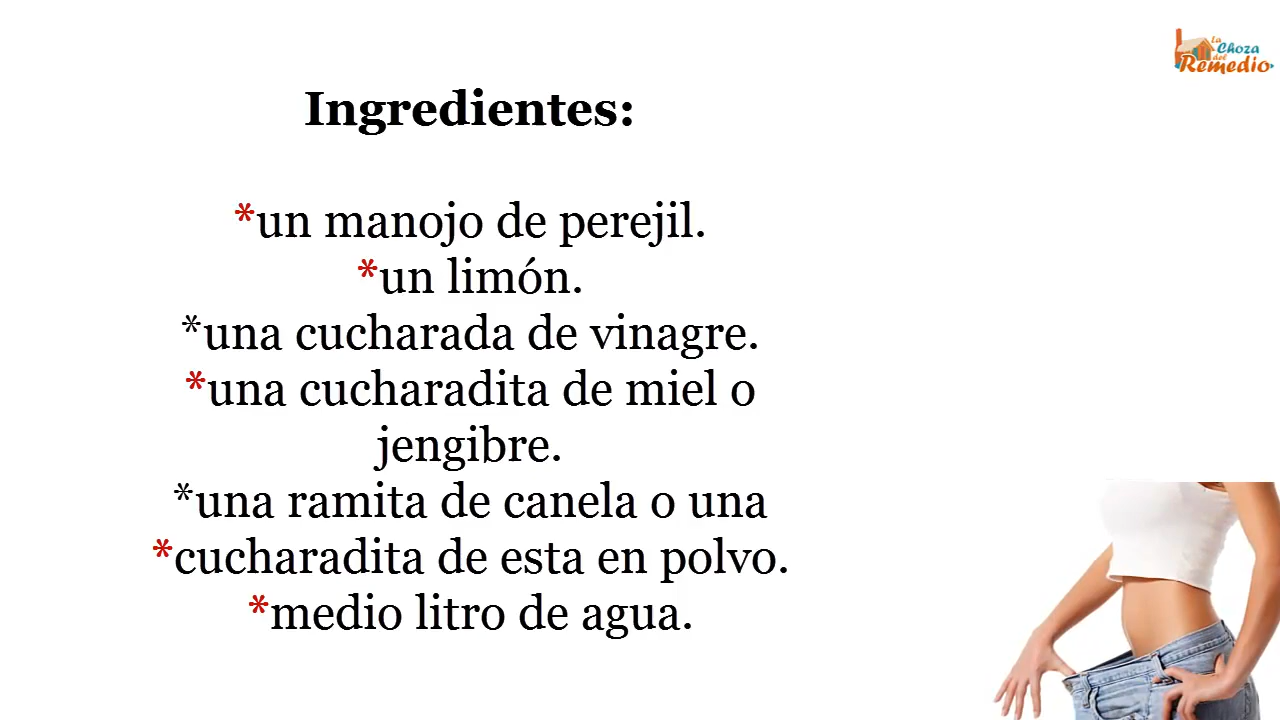 La
Choza
del
Remedio
Ingredientes:
*un manojo de perejil.
*un limón.
*una cucharada de vinagre.
*una cucharadita de miel o
jengibre.
*una ramita de canela o una
*cucharadita de esta en polvo.
*medio litro de agua.